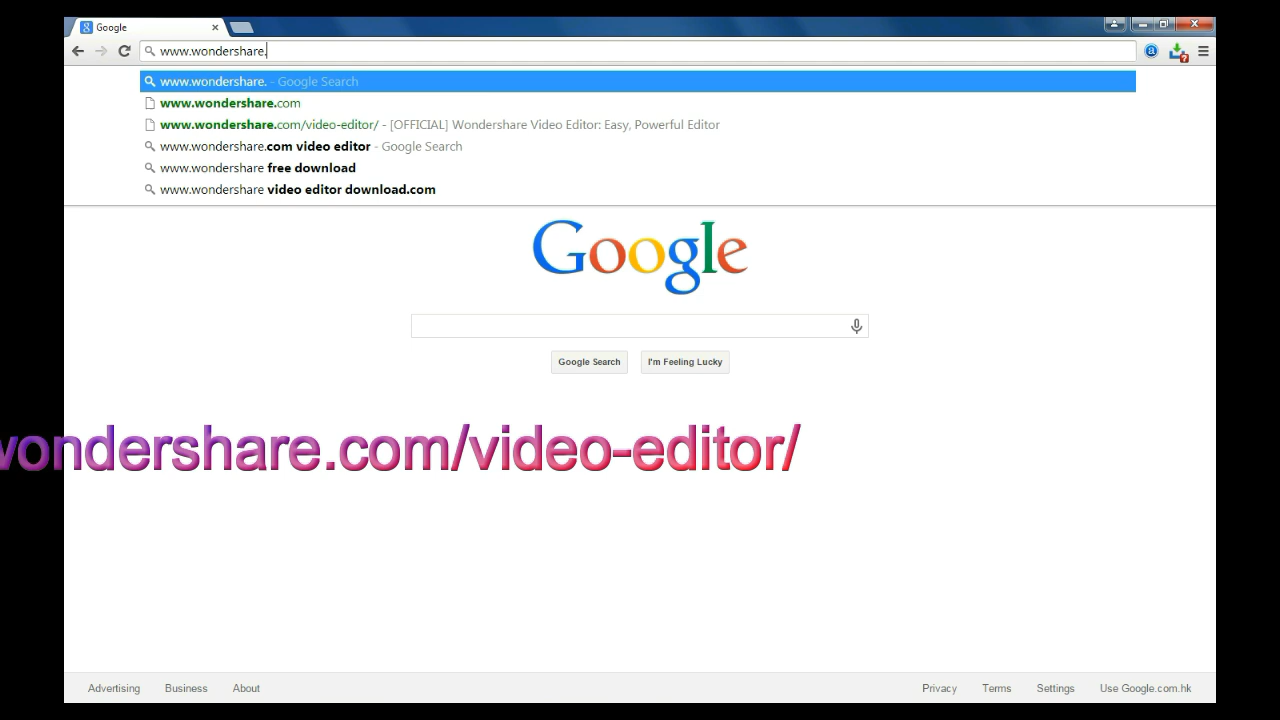 Google
www.wondershare.
www.wondershare. - Google Search
www.wondershare.com
www.wondershare.com/video-editor/ - [OFFICIAL] Wondershare Video Editor: Easy, Powerful Editor
www.wondershare.com video editor - Google Search
www.wondershare free download
www.wondershare video editor download.com
Google
Google Search I'm Feeling Lucky
wondershare.com/video-editor/
Advertising Business About Privacy Terms Settings Use Google.com.hk